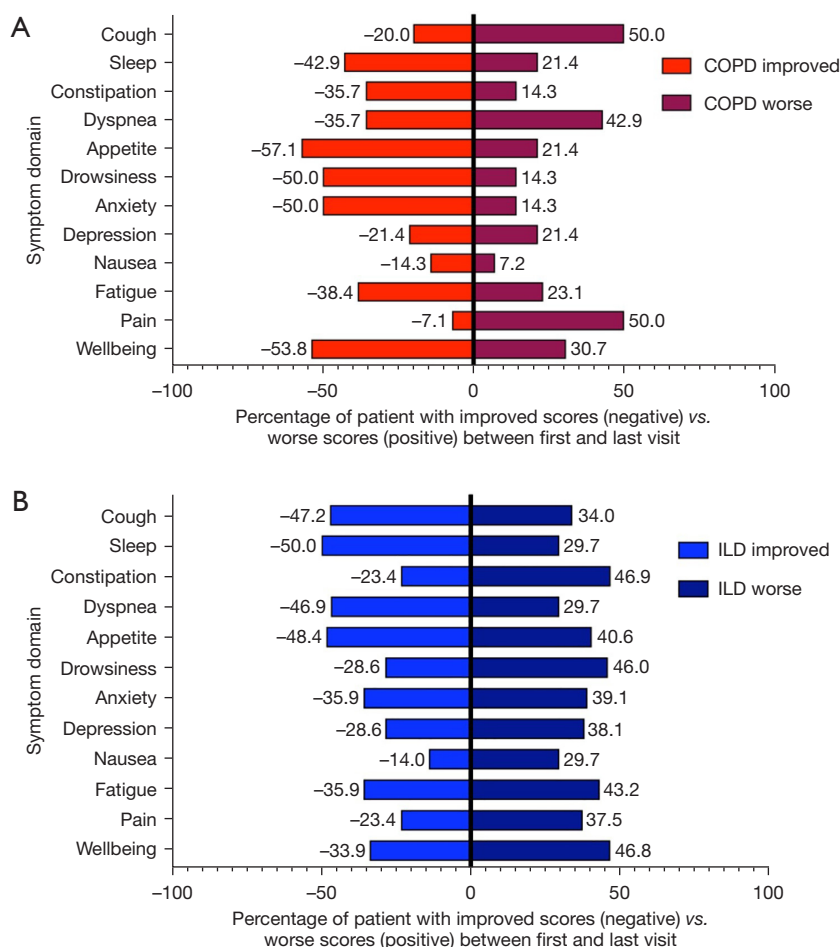 A
Cough −20.0 50.0
Sleep −42.9 21.4
Constipation −35.7 14.3
Dyspnea −35.7 42.9
Appetite −57.1 21.4
Drowsiness −50.0 14.3
Anxiety −50.0 14.3
Depression −21.4 21.4
Nausea −14.3 7.2
Fatigue −38.4 23.1
Pain −7.1 50.0
Wellbeing −53.8 30.7
Symptom domain
COPD improved
COPD worse
−100 −50 0 50 100
Percentage of patient with improved scores (negative) vs.
worse scores (positive) between first and last visit
B
Cough −47.2 34.0
Sleep −50.0 29.7
Constipation −23.4 46.9
Dyspnea −46.9 29.7
Appetite −48.4 40.6
Drowsiness −28.6 46.0
Anxiety −35.9 39.1
Depression −28.6 38.1
Nausea −14.0 29.7
Fatigue −35.9 43.2
Pain −23.4 37.5
Wellbeing −33.9 46.8
Symptom domain
ILD improved
ILD worse
−100 −50 0 50 100
Percentage of patient with improved scores (negative) vs.
worse scores (positive) between first and last visit